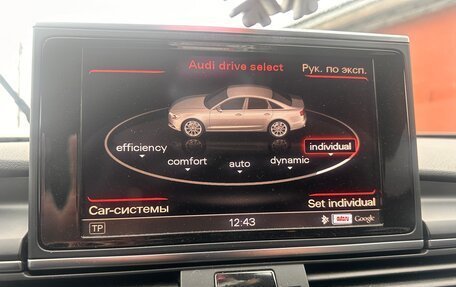 Audi drive select
Рук. по эксп.
efficiency
comfort
auto
dynamic
individual
Car-системы
Set individual
TP
12:43
Google